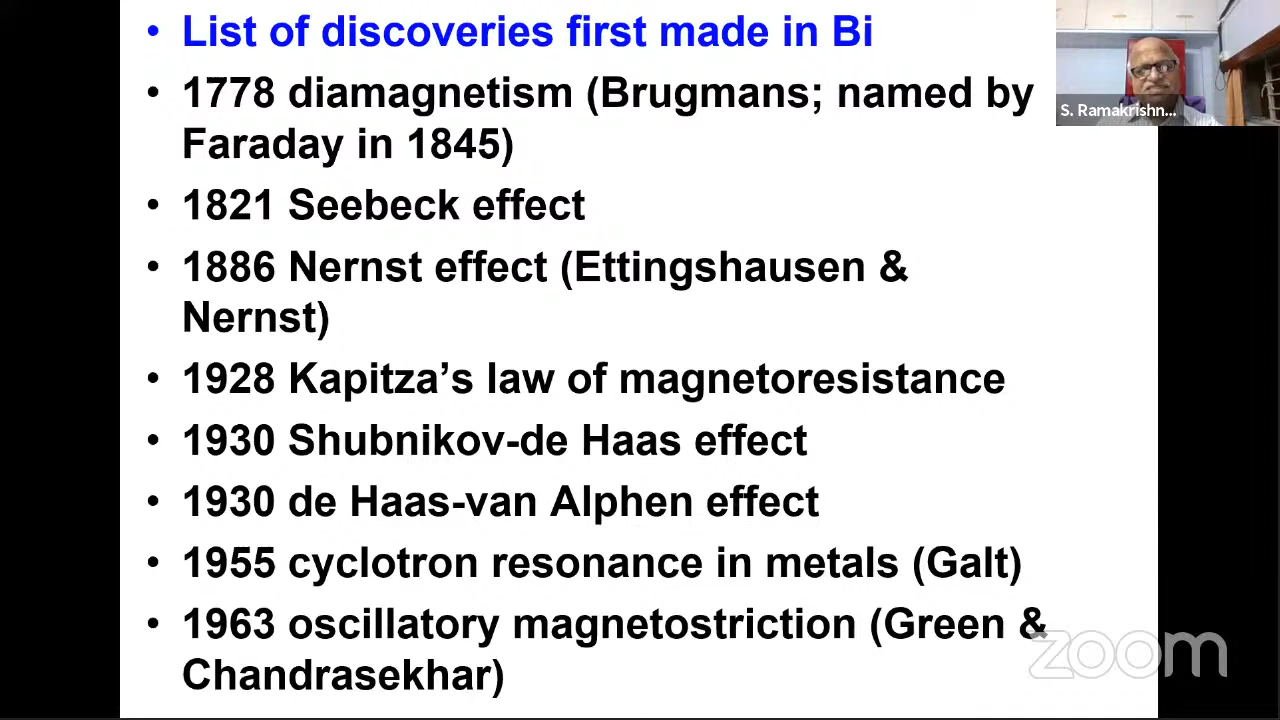 • List of discoveries first made in Bi
• 1778 diamagnetism (Brugmans; named by
Faraday in 1845)
• 1821 Seebeck effect
• 1886 Nernst effect (Ettingshausen &
Nernst)
• 1928 Kapitza’s law of magnetoresistance
• 1930 Shubnikov-de Haas effect
• 1930 de Haas-van Alphen effect
• 1955 cyclotron resonance in metals (Galt)
• 1963 oscillatory magnetostriction (Green &
Chandrasekhar)
S. Ramakrishn...
zoom